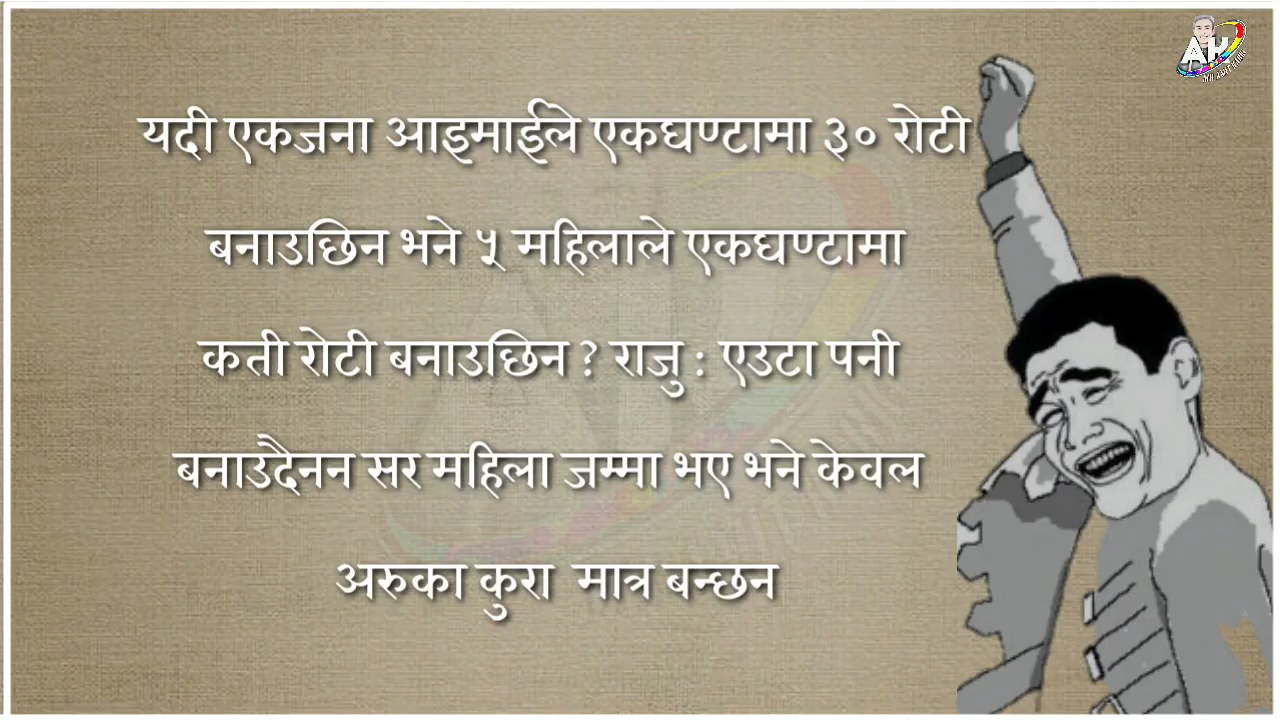 AK
यदी एकजना आइमाईले एकघण्टामा ३० रोटी
बनाउछिन भने ५ महिलाले एकघण्टामा
कती रोटी बनाउछिन ? राजु : एउटा पनी
बनाउदैनन सर महिला जम्मा भए भने केवल
अरुका कुरा मात्र बन्छन